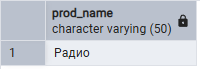 prod_name
character varying (50)
1 Радио